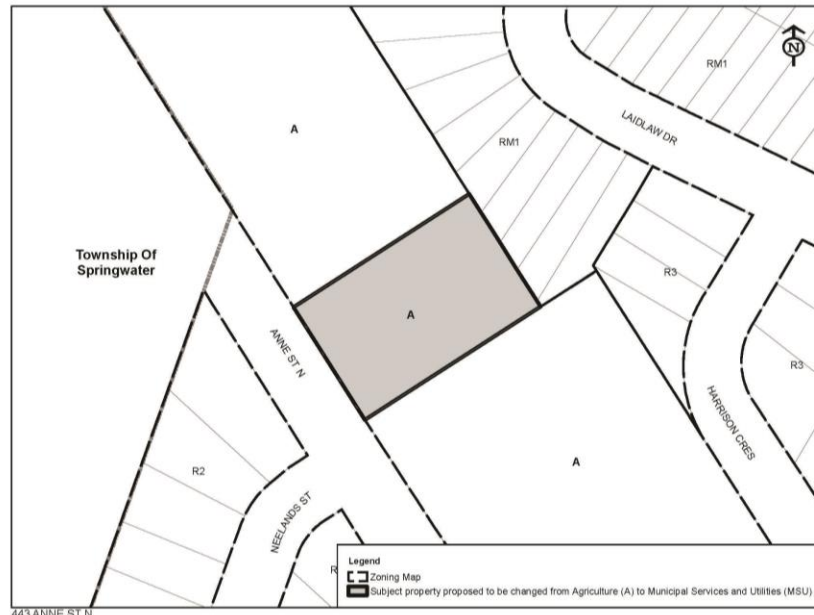 N
A
RM1
LAIDLAW DR
RM1
Township Of
Springwater
R3
A
ANNE ST N
R3
HARRISON CRES
R2
A
NEELANDS ST
R
Legend
Zoning Map
Subject property proposed to be changed from Agriculture (A) to Municipal Services and Utilities (MSU)
443 ANNE ST N